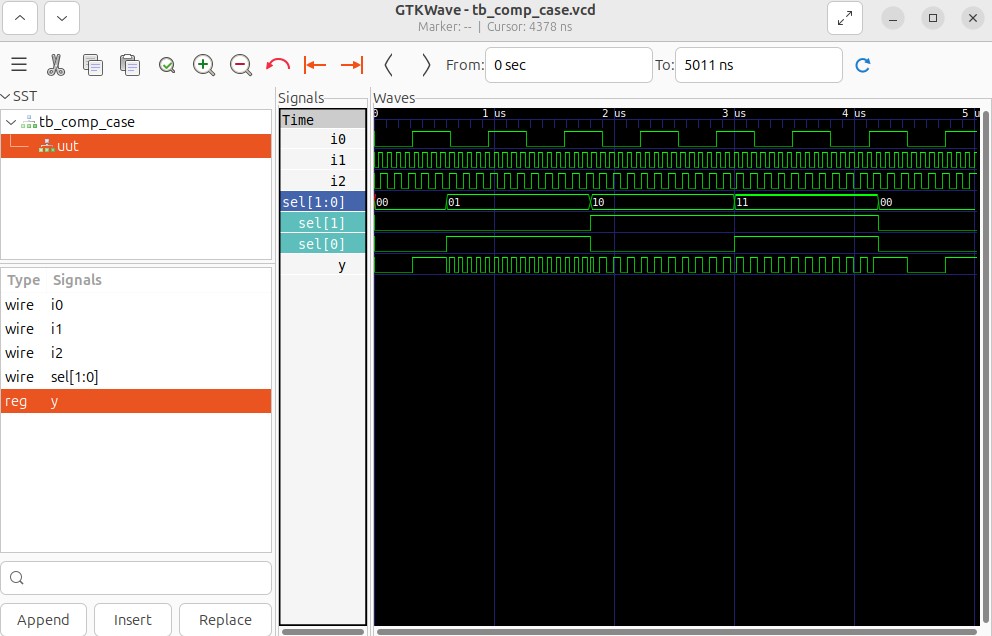 GTKWave - tb_comp_case.vcd
Marker: -- | Cursor: 4378 ns
From: 0 sec To: 5011 ns
SST
tb_comp_case
uut
Type Signals
wire i0
wire i1
wire i2
wire sel[1:0]
reg y
Append Insert Replace
Signals
Time
i0
i1
i2
sel[1:0]
sel[1]
sel[0]
y
Waves
0 1 us 2 us 3 us 4 us 5 u
00 01 10 11 00